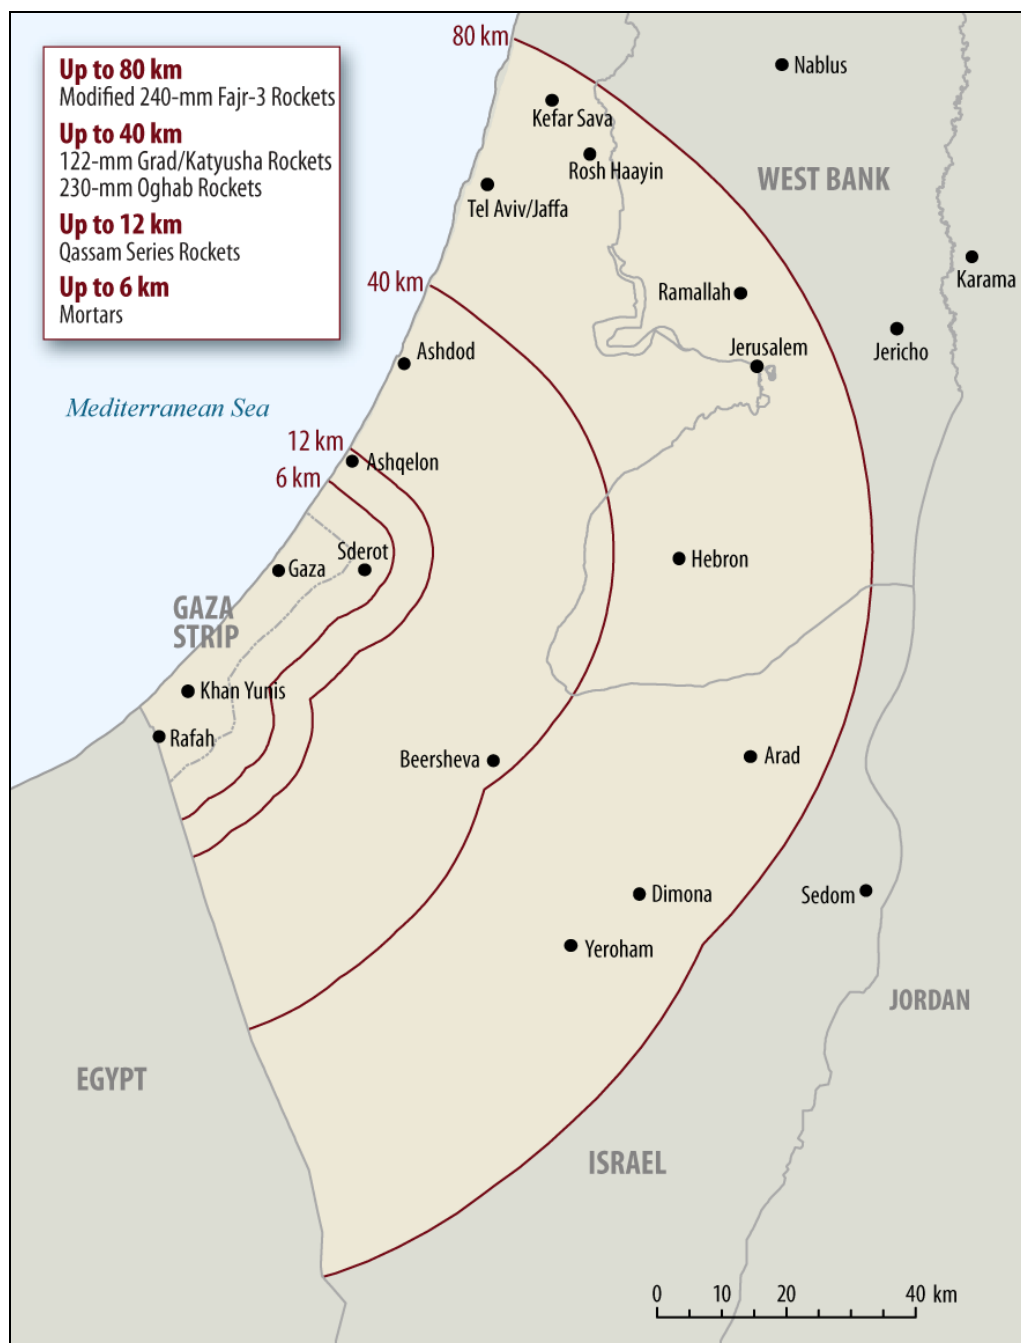 80 km
Up to 80 km
Modified 240-mm Fajr-3 Rockets
Up to 40 km
122-mm Grad/Katyusha Rockets
230-mm Oghab Rockets
Up to 12 km
Qassam Series Rockets
Up to 6 km
Mortars
Nablus
Kefar Sava
Rosh Haayin
WEST BANK
Tel Aviv/Jaffa
Karama
40 km
Ramallah
Jericho
Jerusalem
Ashdod
Mediterranean Sea
12 km
Ashqelon
6 km
Sderot
Gaza
Hebron
GAZA
STRIP
Khan Yunis
Rafah
Beersheva
Arad
Dimona
Sedom
Yeroham
JORDAN
EGYPT
ISRAEL
0 10 20 40 km